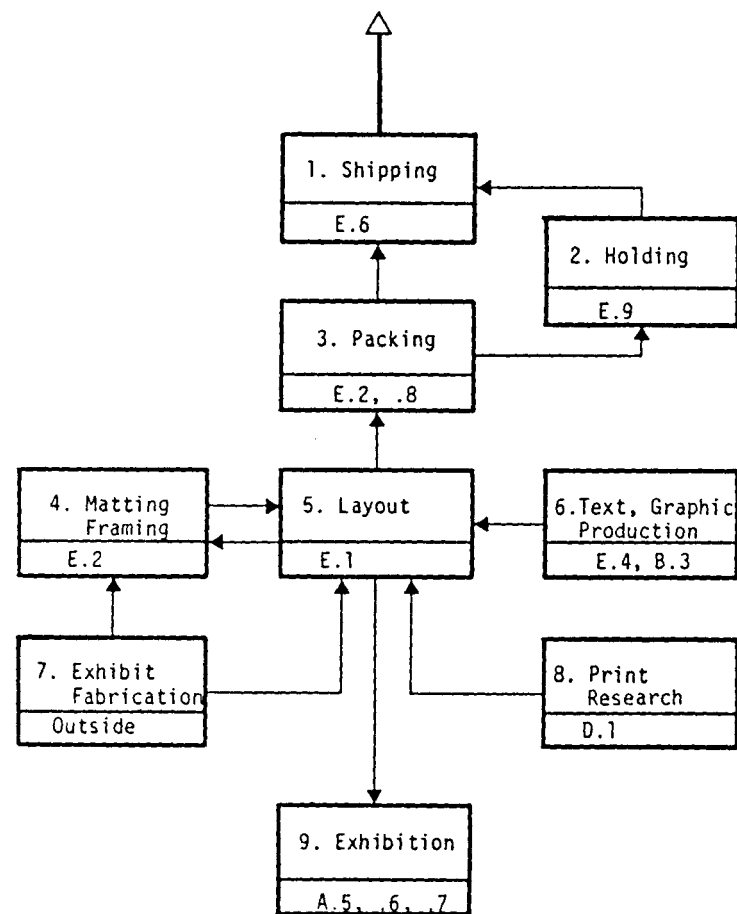 1. Shipping
E.6
2. Holding
E.9
3. Packing
E.2, .8
4. Matting
Framing
E.2
5. Layout
E.1
6.Text, Graphic
Production
E.4, B.3
7. Exhibit
Fabrication
Outside
8. Print
Research
D.1
9. Exhibition
A.5, .6, .7